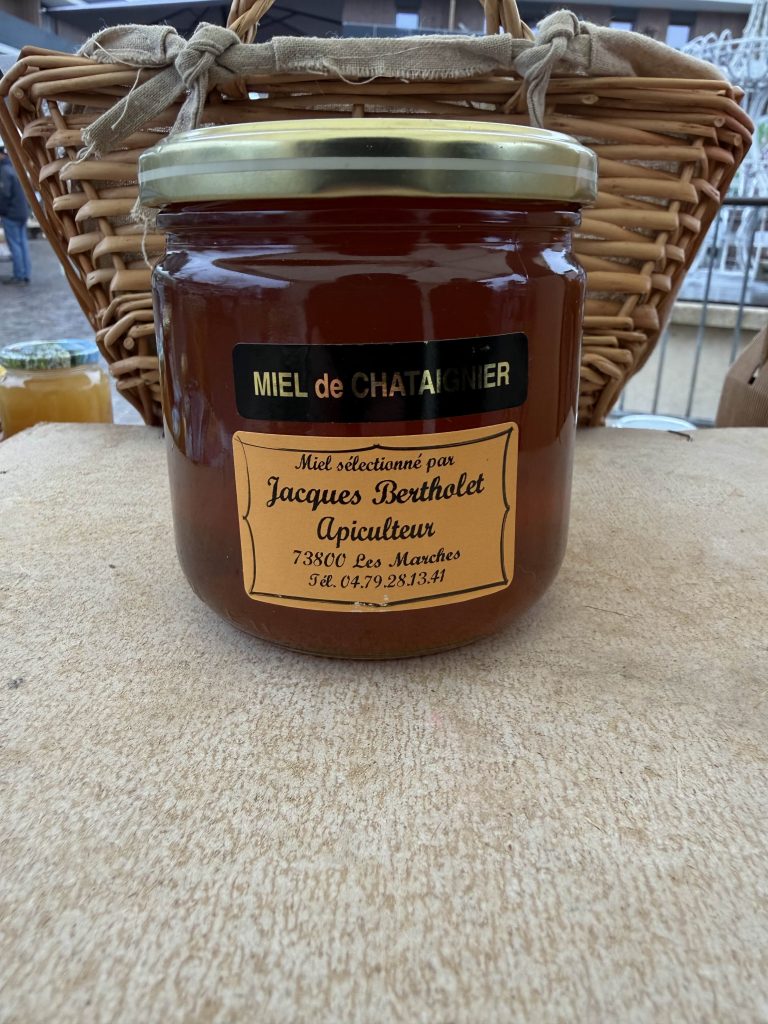 MIEL de CHATAIGNIER
Miel sélectionné par
Jacques Bertholet
Apiculteur
73800 Les Marches
Tél. 04.79.28.13.41